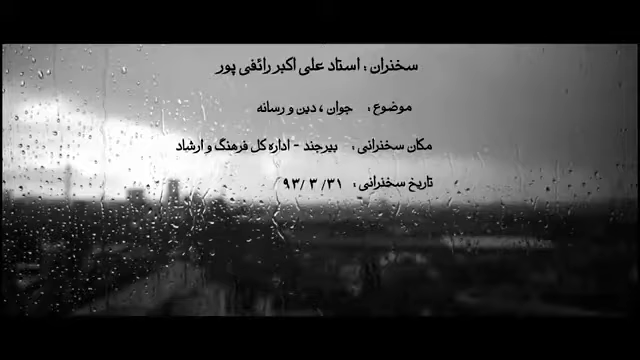 سخنران : استاد علی اکبر رائفی پور
موضوع : جوان ، دین و رسانه
مکان سخنرانی : بیرجند - اداره کل فرهنگ و ارشاد
تاریخ سخنرانی : ۹۳/ ۳ /۳۱